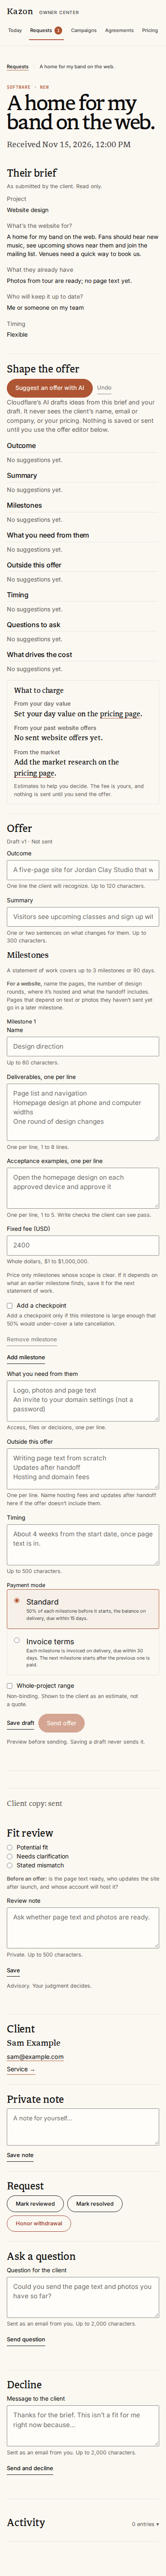 Kazon OWNER CENTER
Today Requests 1 Campaigns Agreements Pricing
Requests A home for my band on the web.
SOFTWARE · NEW
A home for my
band on the web.
Received Nov 15, 2026, 12:00 PM
Their brief
As submitted by the client. Read only.
Project
Website design
What's the website for?
A home for my band on the web. Fans should hear new
music, see upcoming shows near them and join the
mailing list. Venues need a quick way to book us.
What they already have
Photos from tour are ready; no page text yet.
Who will keep it up to date?
Me or someone on my team
Timing
Flexible
Shape the offer
Suggest an offer with AI Undo
Cloudflare's AI drafts ideas from this brief and your
draft. It never sees the client's name, email or
company, or your pricing. Nothing is saved or sent
until you use the offer editor below.
Outcome
No suggestions yet.
Summary
No suggestions yet.
Milestones
No suggestions yet.
What you need from them
No suggestions yet.
Outside this offer
No suggestions yet.
Timing
No suggestions yet.
Questions to ask
No suggestions yet.
What drives the cost
No suggestions yet.
What to charge
From your day value
Set your day value on the pricing page.
From your past website offers
No sent website offers yet.
From the market
Add the market research on the
pricing page.
Estimates to help you decide. The fee is yours, and
nothing is sent until you send the offer.
Offer
Draft v1 · Not sent
Outcome
A five-page site for Jordan Clay Studio that w
One line the client will recognize. Up to 120 characters.
Summary
Visitors see upcoming classes and sign up wit
One or two sentences on what changes for them. Up to
300 characters.
Milestones
A statement of work covers up to 3 milestones or 90 days.
For a website, name the pages, the number of design
rounds, where it's hosted and what the handoff includes.
Pages that depend on text or photos they haven't sent yet
go in a later milestone.
Milestone 1
Name
Design direction
Up to 80 characters.
Deliverables, one per line
Page list and navigation
Homepage design at phone and computer
widths
One round of design changes
One per line, 1 to 8 lines.
Acceptance examples, one per line
Open the homepage design on each
approved device and approve it
One per line, 1 to 5. Write checks the client can see pass.
Fixed fee (USD)
2400
Whole dollars, $1 to $1,000,000.
Price only milestones whose scope is clear. If it depends on
what an earlier milestone finds, save it for the next
statement of work.
Add a checkpoint
Add a checkpoint only if this milestone is large enough that
50% would under-cover a late cancellation.
Remove milestone
Add milestone
What you need from them
Logo, photos and page text
An invite to your domain settings (not a
password)
Access, files or decisions, one per line.
Outside this offer
Writing page text from scratch
Updates after handoff
Hosting and domain fees
One per line. Name hosting fees and updates after handoff
here if the offer doesn't include them.
Timing
About 4 weeks from the start date, once page
text is in.
Up to 500 characters.
Payment mode
Standard
50% of each milestone before it starts, the balance on
delivery, due within 15 days.
Invoice terms
Each milestone is invoiced on delivery, due within 30
days. The next milestone starts after the previous one is
paid.
Whole-project range
Non-binding. Shown to the client as an estimate, not
a quote.
Save draft Send offer
Preview before sending. Saving a draft never sends it.
Client copy: sent
Fit review
Potential fit
Needs clarification
Stated mismatch
Before an offer: is the page text ready, who updates the site
after launch, and whose account will host it?
Review note
Ask whether page text and photos are ready.
Private. Up to 500 characters.
Save
Advisory. Your judgment decides.
Client
Sam Example
sam@example.com
Service →
Private note
A note for yourself...
Save note
Request
Mark reviewed Mark resolved
Honor withdrawal
Ask a question
Question for the client
Could you send the page text and photos you
have so far?
Sent as an email from you. Up to 2,000 characters.
Send question
Decline
Message to the client
Thanks for the brief. This isn't a fit for me
right now because...
Sent as an email from you. Up to 2,000 characters.
Send and decline
Activity 0 entries ▾